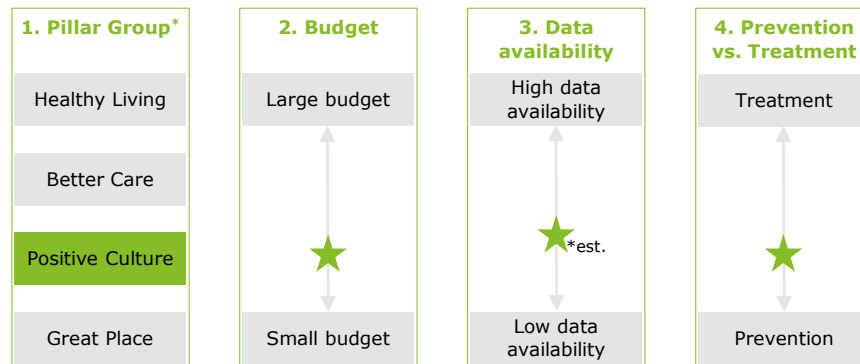 1. Pillar Group*
Healthy Living
Better Care
Positive Culture
Great Place
2. Budget
Large budget
Small budget
3. Data
availability
High data
availability
*est.
Low data
availability
4. Prevention
vs. Treatment
Treatment
Prevention